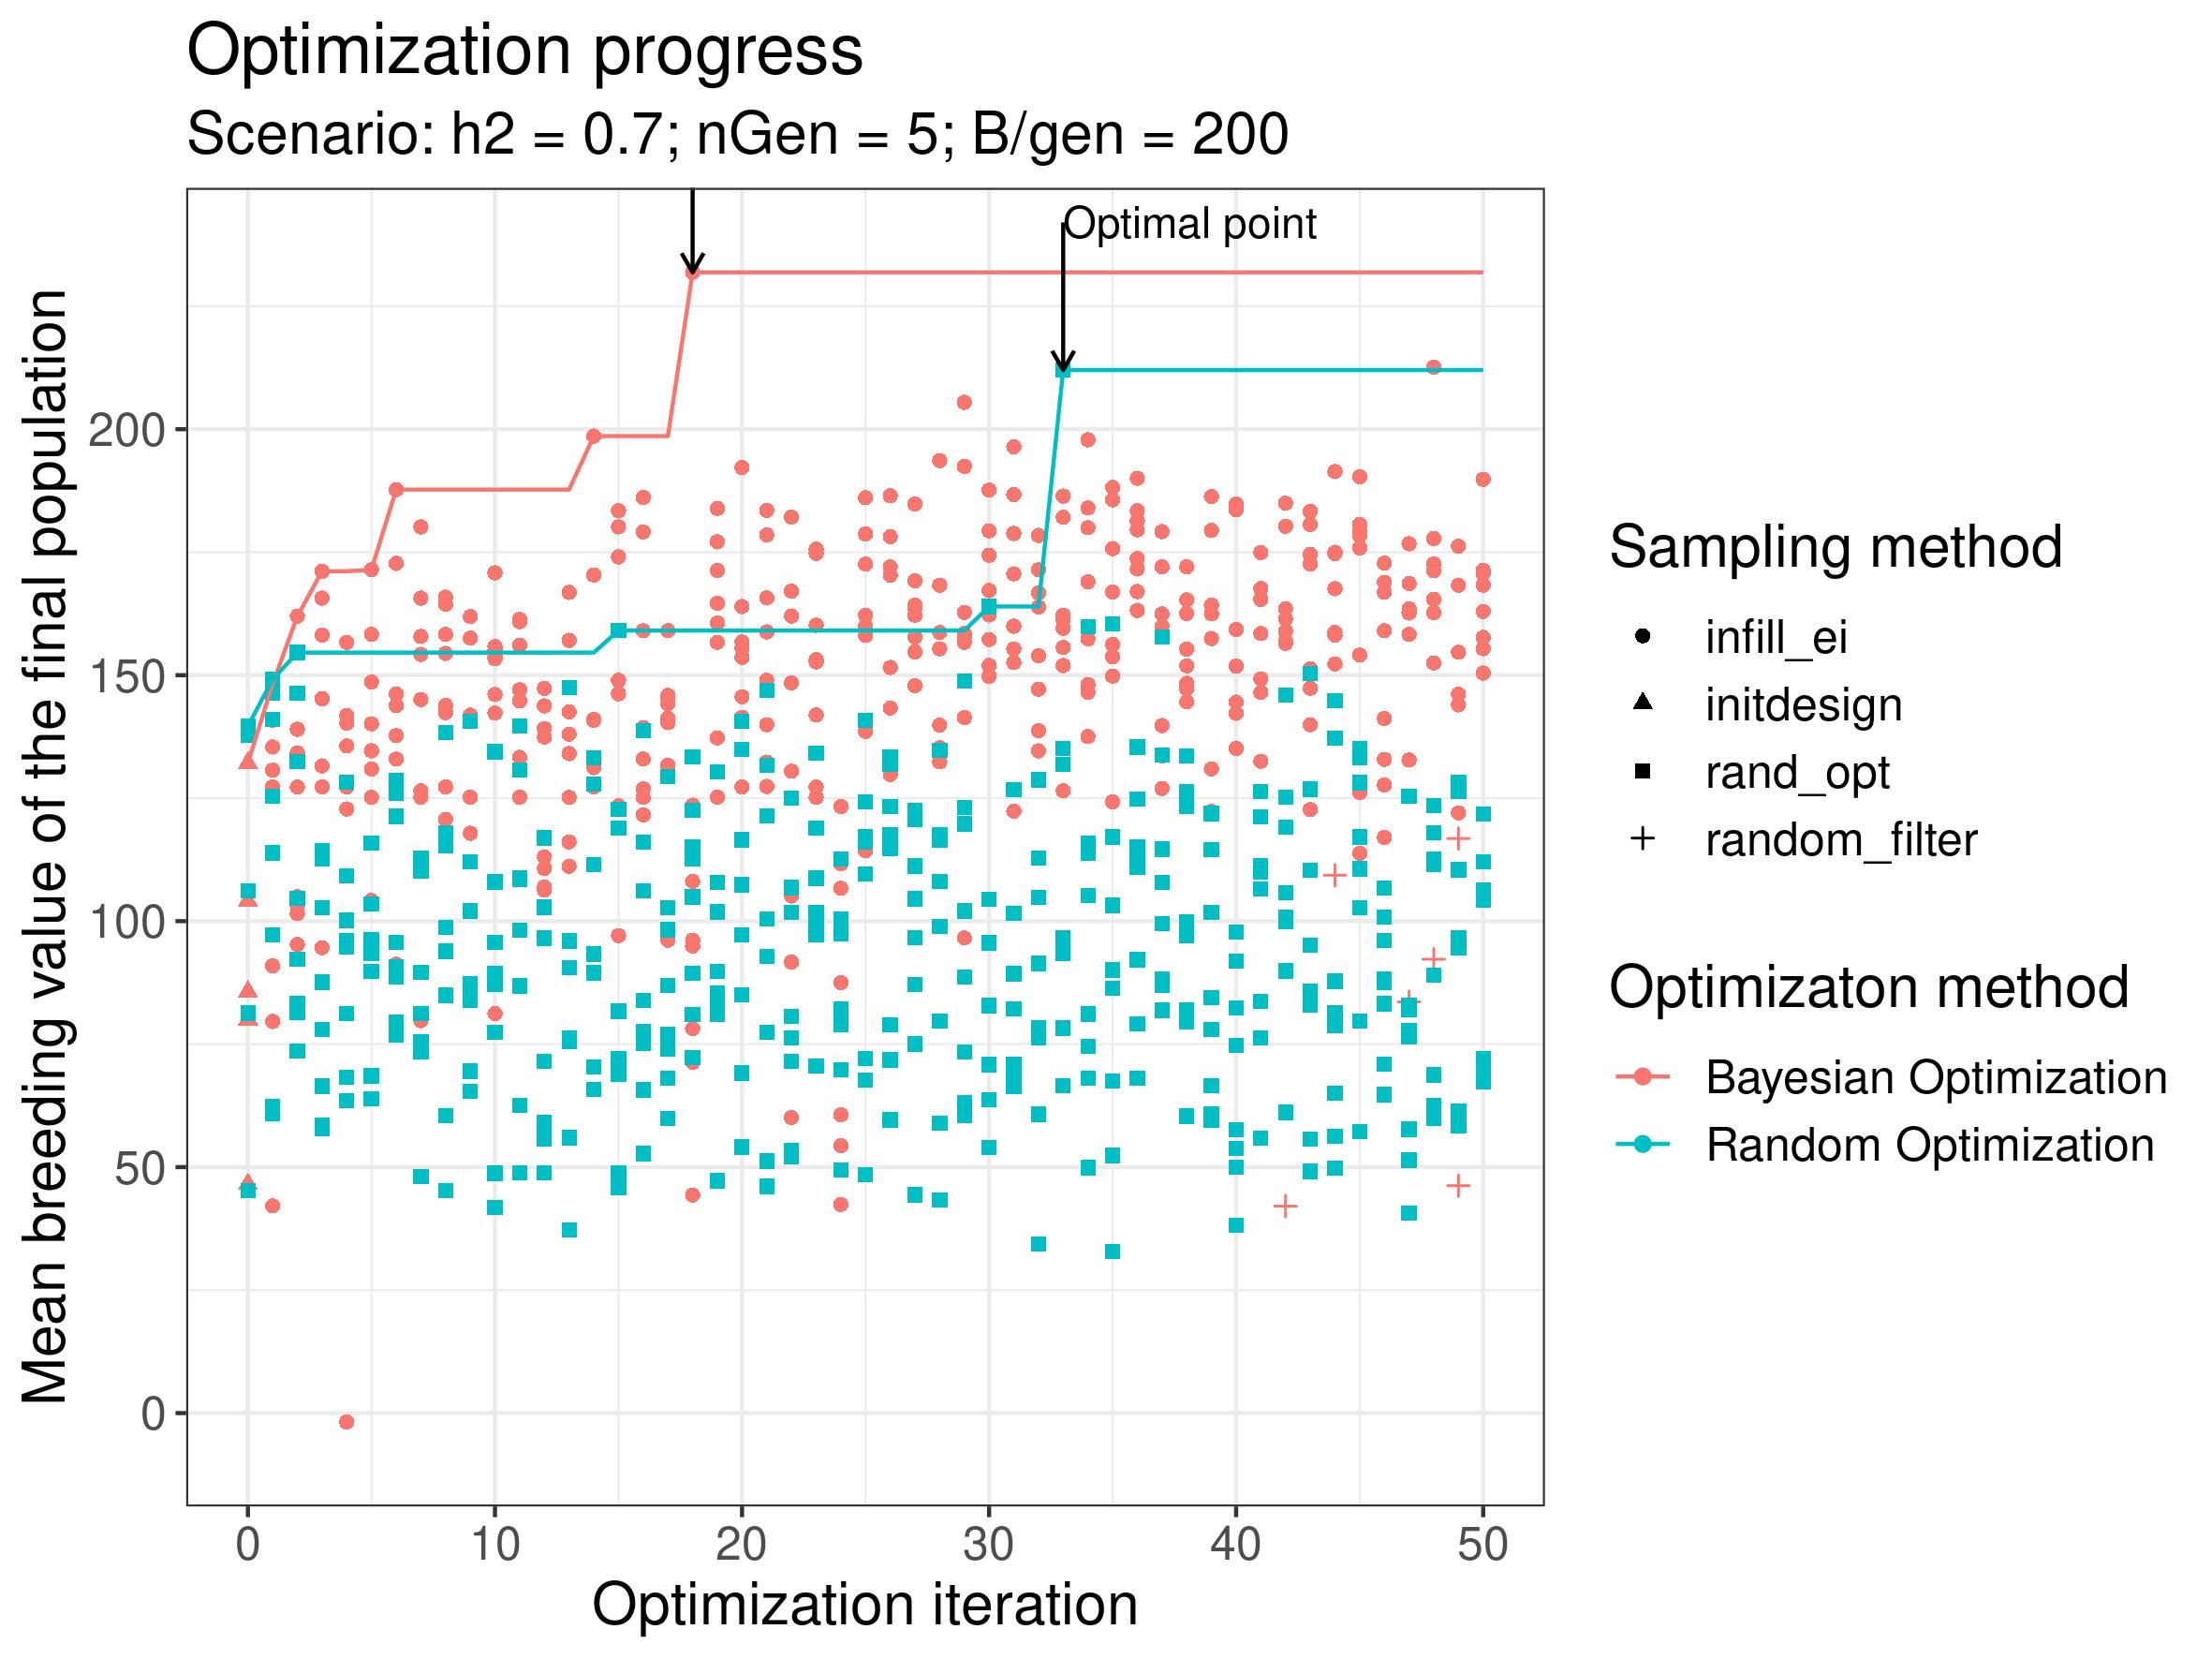 Optimization progress
Scenario: h2 = 0.7; nGen = 5; B/gen = 200
Optimal point
Mean breeding value of the final population
200
150
100
50
0
0 10 20 30 40 50
Optimization iteration
Sampling method
infill_ei
initdesign
rand_opt
random_filter
Optimizaton method
Bayesian Optimization
Random Optimization